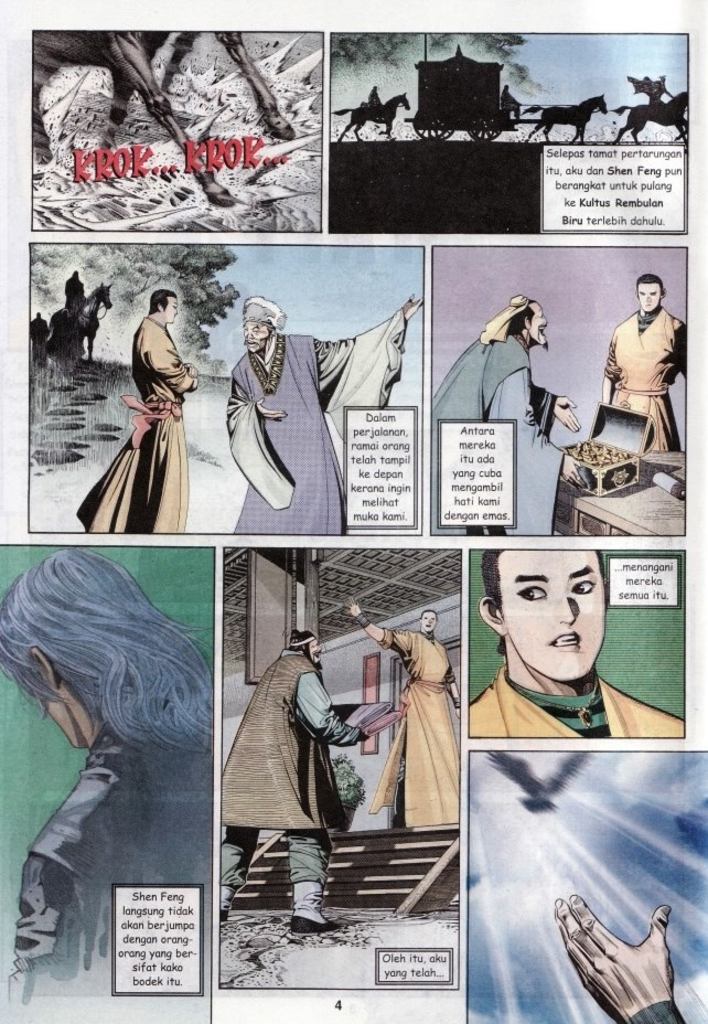 KROK... KROK...
Selepas tamat pertarungan
itu, aku dan Shen Feng pun
berangkat untuk pulang
ke Kultus Rembulan
Biru terlebih dahulu.
Dalam
perjalanan,
ramai orang
telah tampil
ke depan
kerana ingin
melihat
muka kami.
Antara
mereka
itu ada
yang cuba
mengambil
hati kami
dengan emas.
Shen Feng
langsung tidak
akan berjumpa
dengan orang-
orang yang ber-
sifat kako
bodek itu.
Oleh itu, aku
yang telah...
...menangani
mereka
semua itu.
4